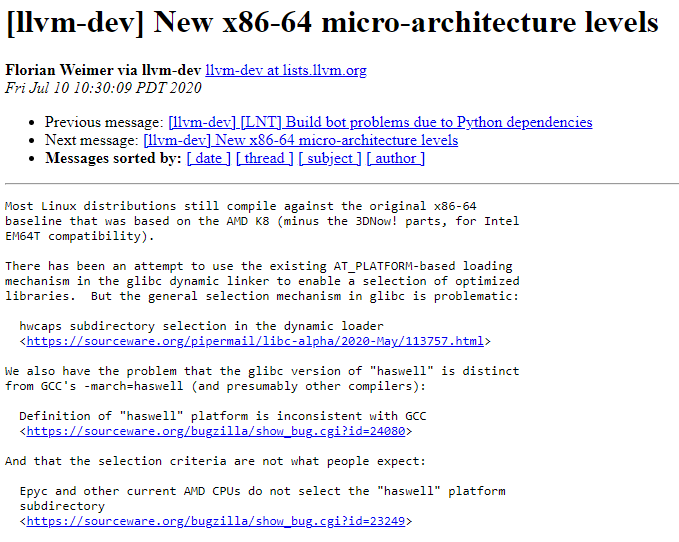 [llvm-dev] New x86-64 micro-architecture levels
Florian Weimer via llvm-dev llvm-dev at lists.llvm.org
Fri Jul 10 10:30:09 PDT 2020
• Previous message: [llvm-dev] [LNT] Build bot problems due to Python dependencies
• Next message: [llvm-dev] New x86-64 micro-architecture levels
• Messages sorted by: [ date ] [ thread ] [ subject ] [ author ]
Most Linux distributions still compile against the original x86-64
baseline that was based on the AMD K8 (minus the 3DNow! parts, for Intel
EM64T compatibility).
There has been an attempt to use the existing AT_PLATFORM-based loading
mechanism in the glibc dynamic linker to enable a selection of optimized
libraries.  But the general selection mechanism in glibc is problematic:
hwcaps subdirectory selection in the dynamic loader
<https://sourceware.org/pipermail/libc-alpha/2020-May/113757.html>
We also have the problem that the glibc version of "haswell" is distinct
from GCC's -march=haswell (and presumably other compilers):
Definition of "haswell" platform is inconsistent with GCC
<https://sourceware.org/bugzilla/show_bug.cgi?id=24080>
And that the selection criteria are not what people expect:
Epyc and other current AMD CPUs do not select the "haswell" platform
subdirectory
<https://sourceware.org/bugzilla/show_bug.cgi?id=23249>